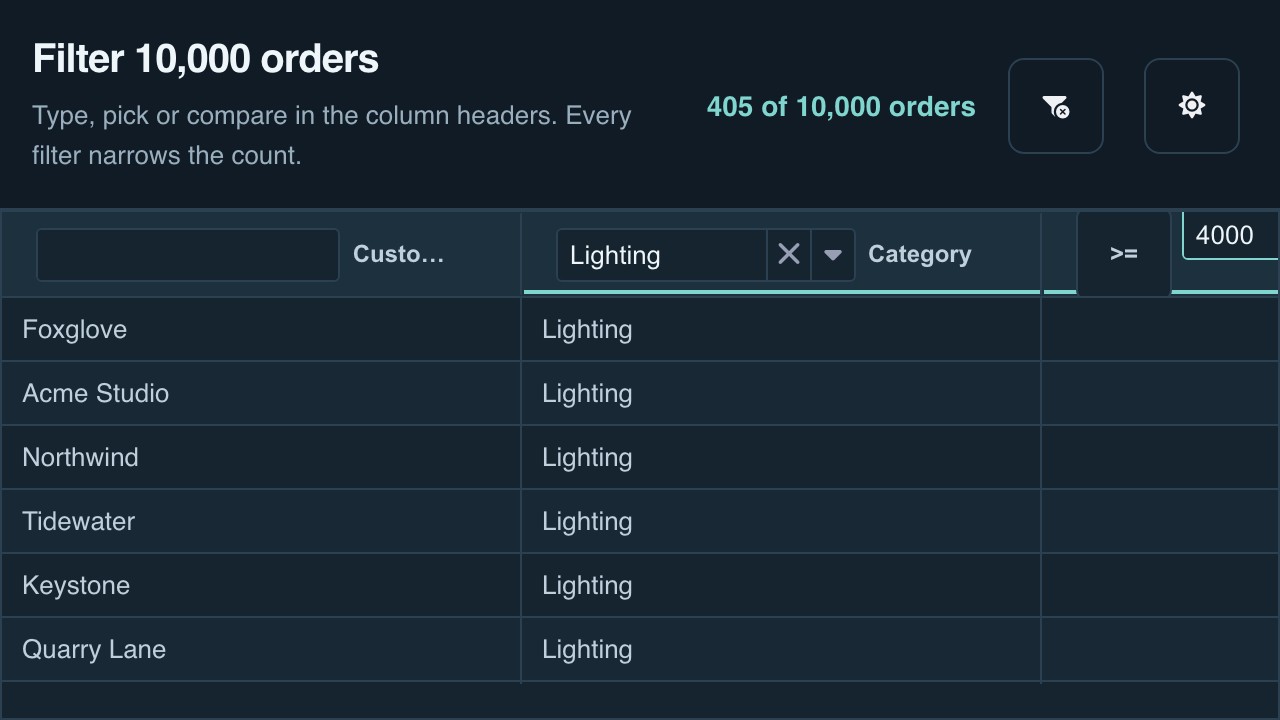 Filter 10,000 orders
Type, pick or compare in the column headers. Every
filter narrows the count.
405 of 10,000 orders
Custo…
Lighting
Category
>=
4000
Foxglove
Lighting
Acme Studio
Lighting
Northwind
Lighting
Tidewater
Lighting
Keystone
Lighting
Quarry Lane
Lighting